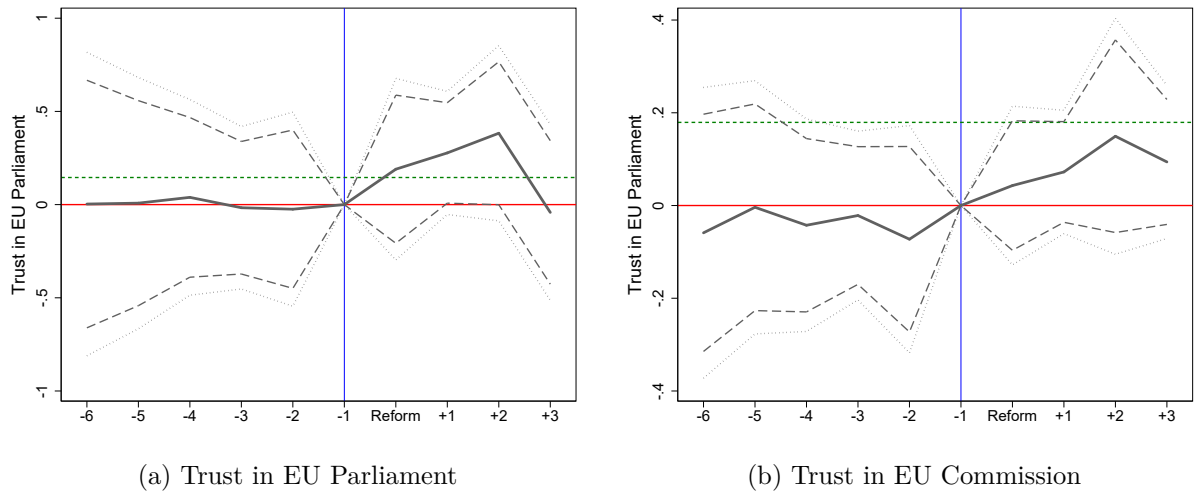 Trust in EU Parliament
1
.5
0
-.5
-1
-6 -5 -4 -3 -2 -1 Reform +1 +2 +3
(a) Trust in EU Parliament
Trust in EU Parliament
.4
.2
0
-.2
-.4
-6 -5 -4 -3 -2 -1 Reform +1 +2 +3
(b) Trust in EU Commission